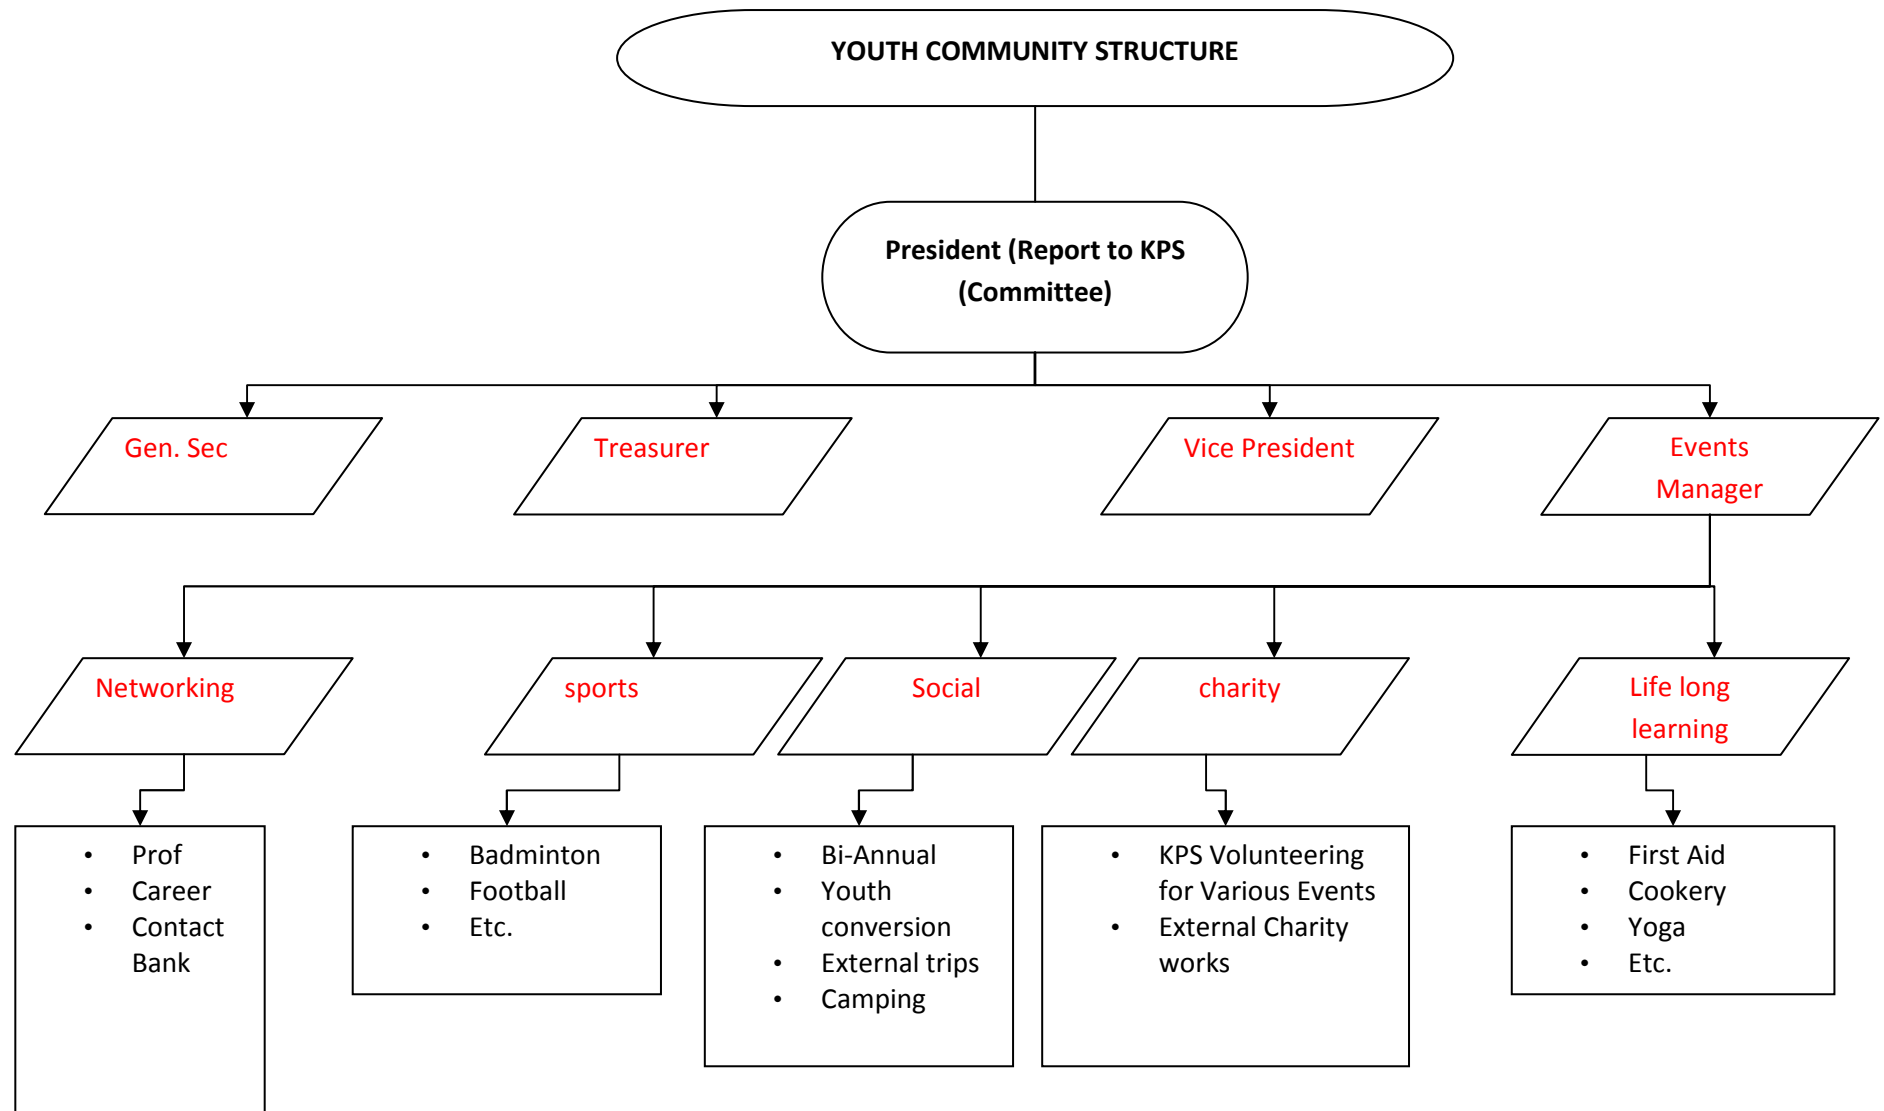 YOUTH COMMUNITY STRUCTURE
President (Report to KPS
(Committee)
Gen. Sec
Treasurer
Vice President
Events
Manager
Networking
sports
Social
charity
Life long
learning
• Prof
• Career
• Contact
Bank
• Badminton
• Football
• Etc.
• Bi-Annual
• Youth
conversion
• External trips
• Camping
• KPS Volunteering
for Various Events
• External Charity
works
• First Aid
• Cookery
• Yoga
• Etc.